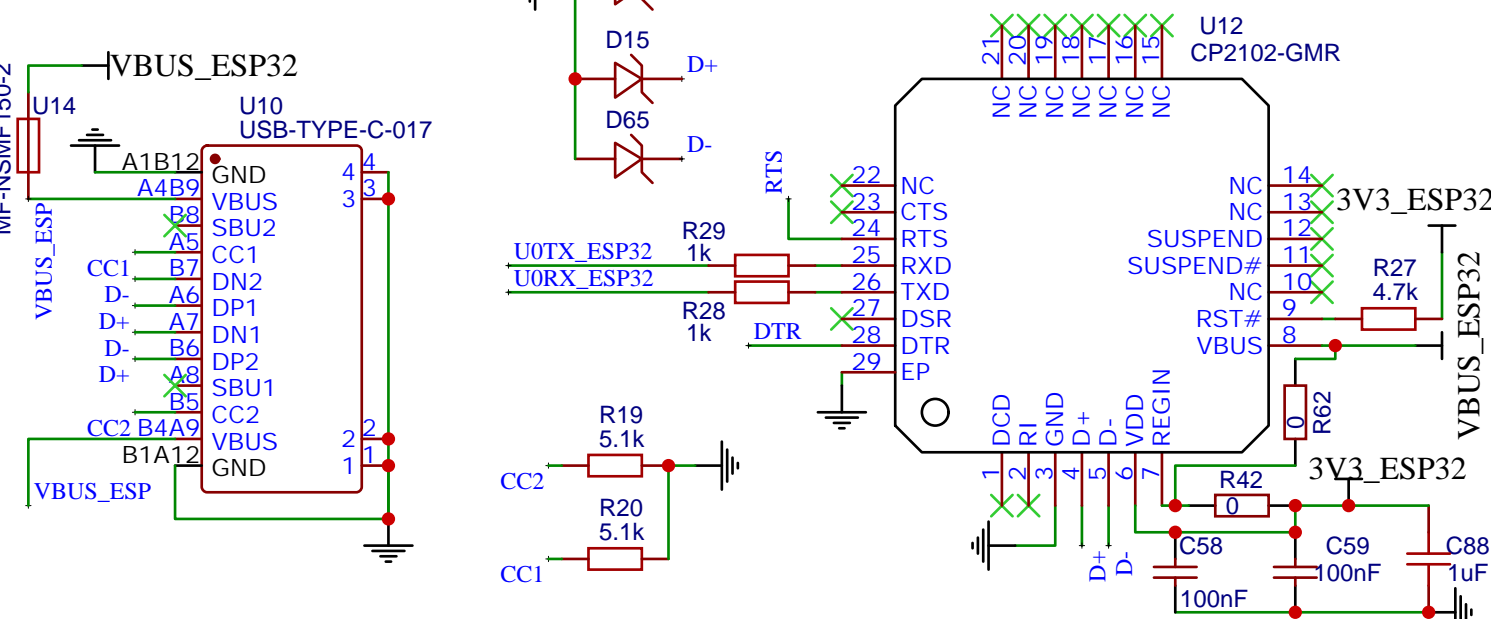 VBUS_ESP32
U14
MF-NSMF150-2
VBUS_ESP
U10
USB-TYPE-C-017
A1B12 GND
A4B9 VBUS
B8 SBU2
A5 CC1
CC1
B7 DN2
D-
A6 DP1
D+
A7 DN1
D-
B6 DP2
D+
A8 SBU1
B5 CC2
CC2
B4A9 VBUS
B1A12 GND
4 4
3 3
2 2
1 1
VBUS_ESP
D15
D+
D65
D-
RTS
U0TX_ESP32
R29
1k
U0RX_ESP32
R28
1k
DTR
R19
5.1k
CC2
R20
5.1k
CC1
U12
CP2102-GMR
21 20 19 18 17 16 15
NC NC NC NC NC NC NC
22 NC
23 CTS
24 RTS
25 RXD
26 TXD
27 DSR
28 DTR
29 EP
NC 14
NC 13
SUSPEND 12
SUSPEND# 11
NC 10
RST# 9
VBUS 8
DCD RI GND D+ D- VDD REGIN
1 2 3 4 5 6 7
D+
D-
3V3_ESP32
R27
4.7k
VBUS_ESP32
0
R62
3V3_ESP32
R42
0
C58
100nF
C59
100nF
C88
1uF